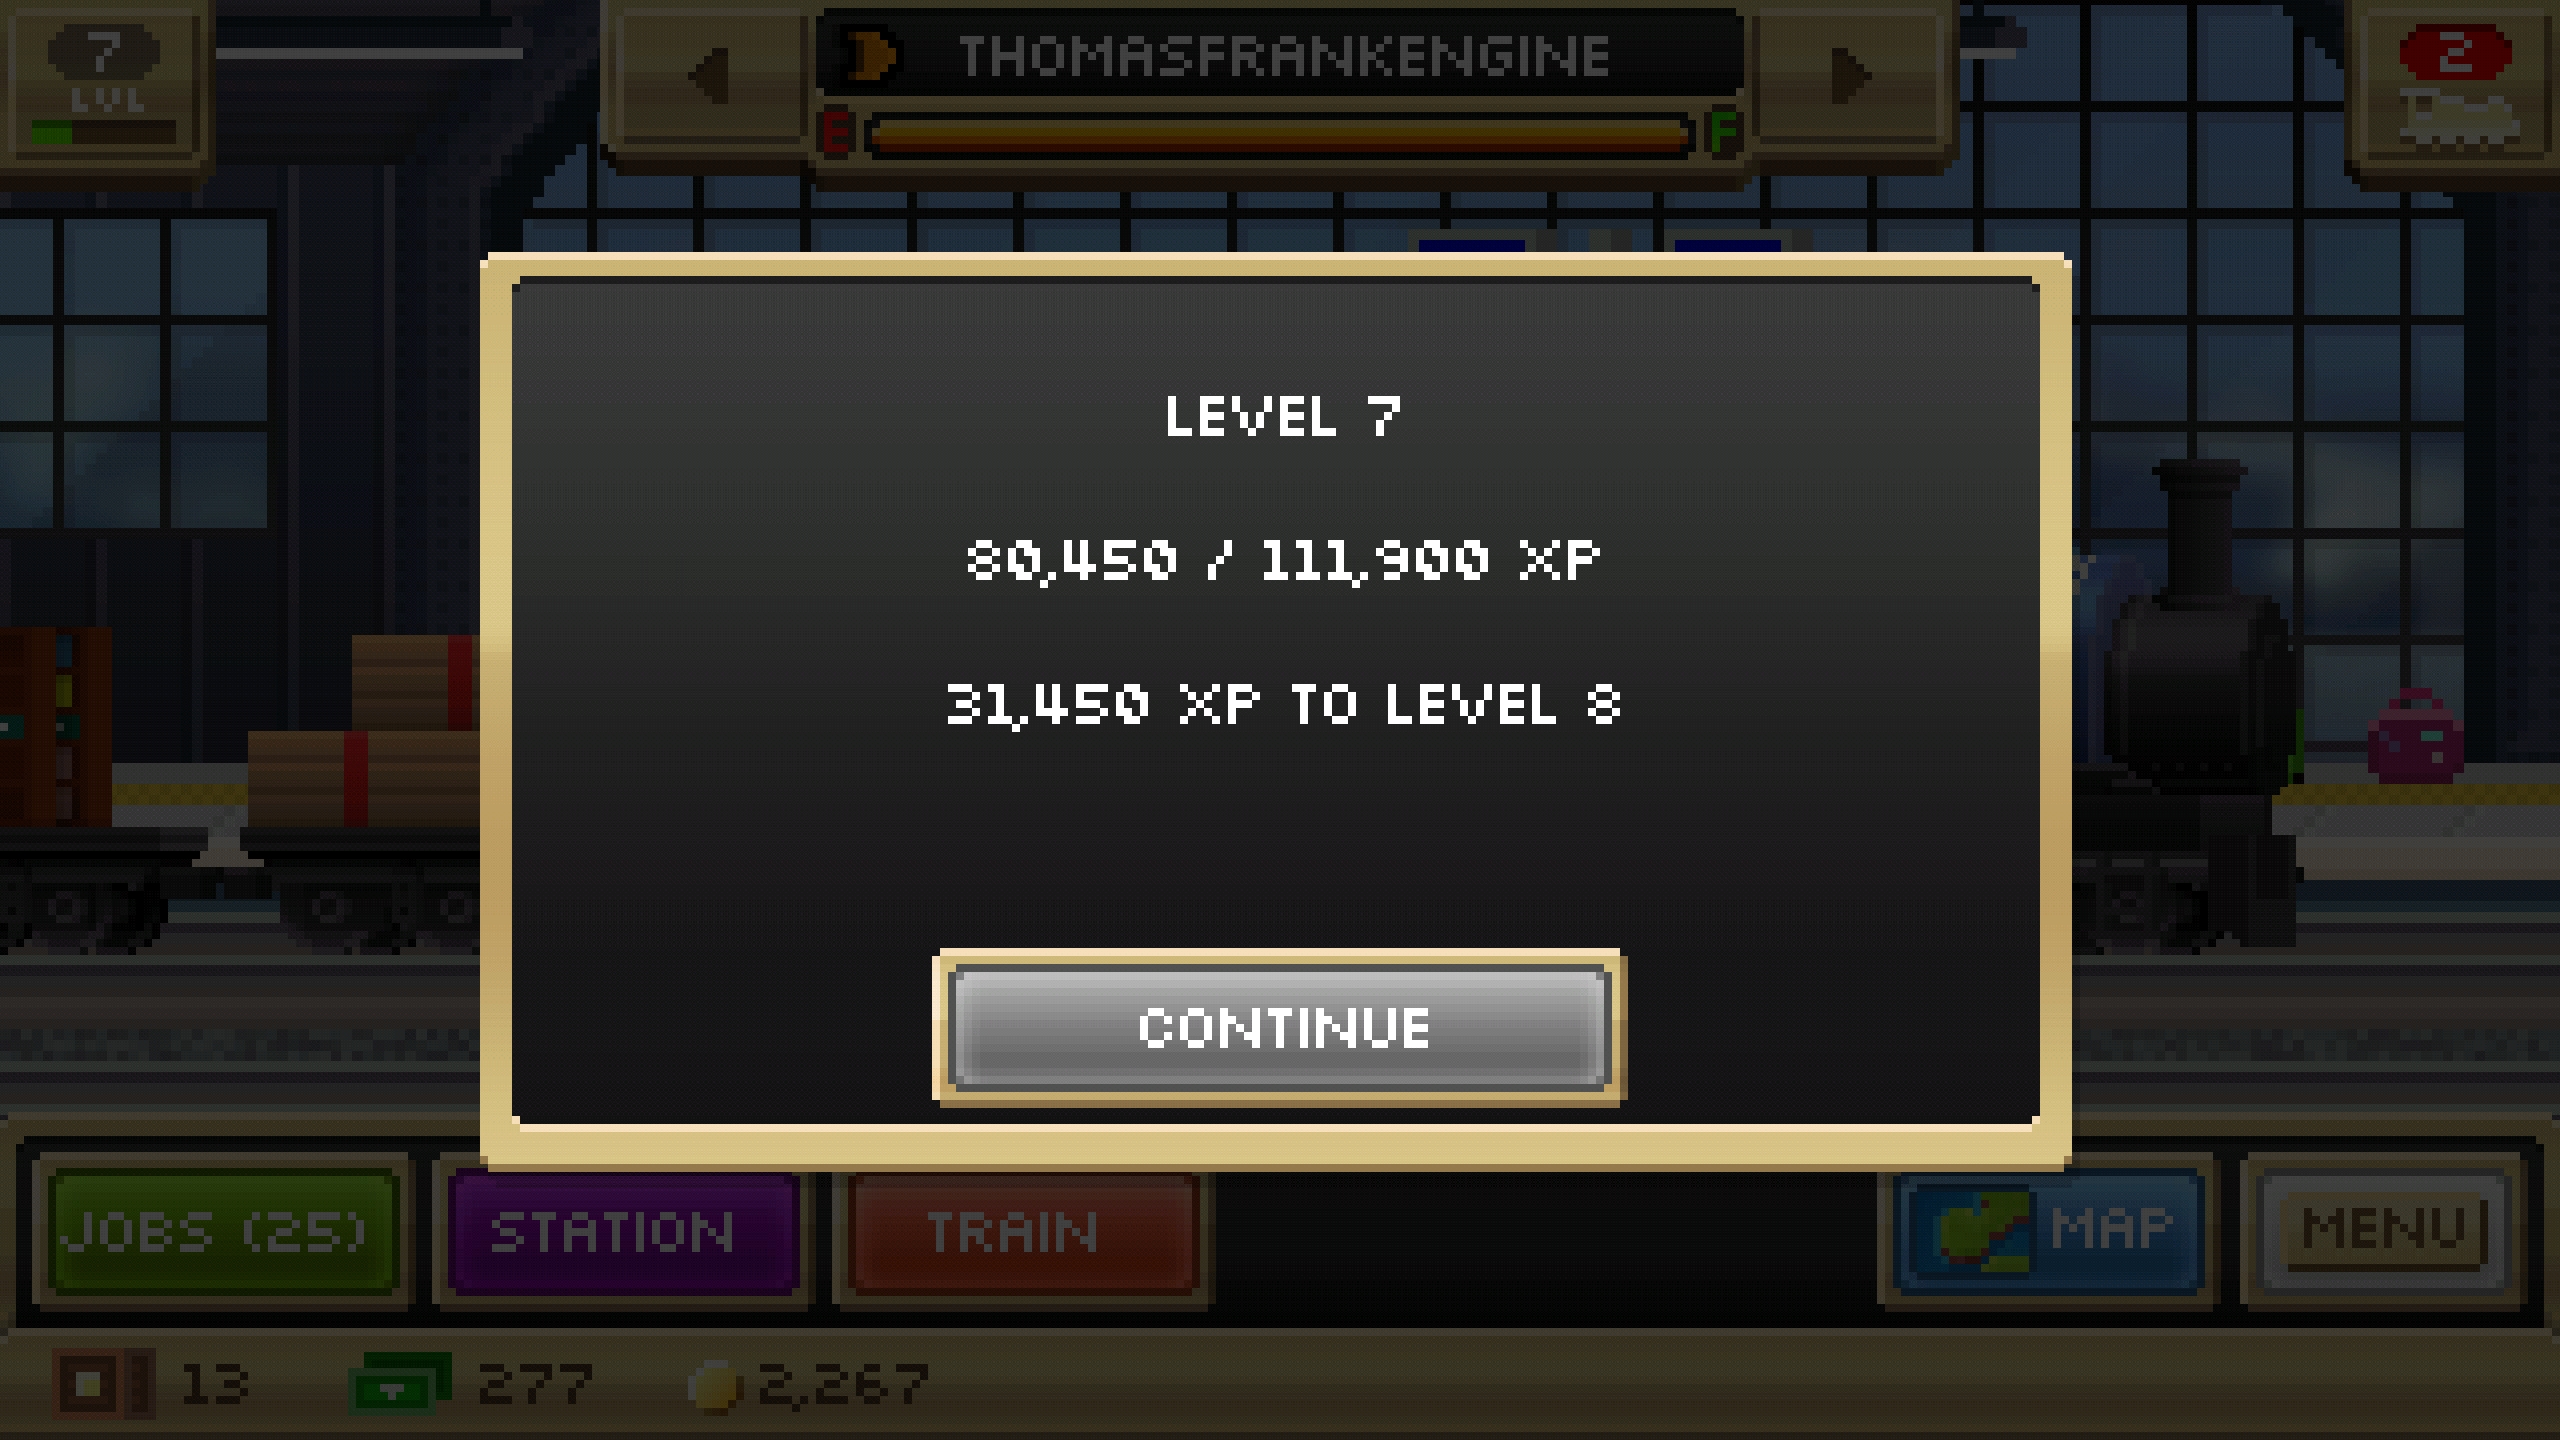 7
LVL
THOMASFRANKENGINE
E F
2
LEVEL 7
80,450 / 111,900 XP
31,450 XP TO LEVEL 8
CONTINUE
JOBS (25)
STATION
TRAIN
MAP
MENU
13
277
2,267